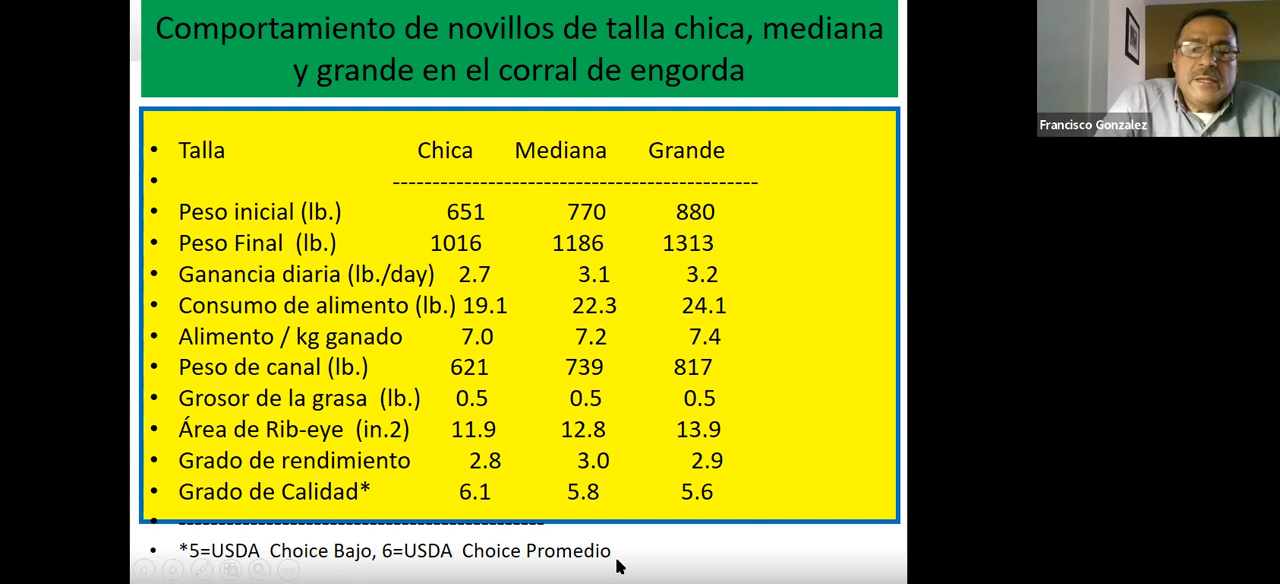 Comportamiento de novillos de talla chica, mediana
y grande en el corral de engorda
• Talla Chica Mediana Grande
• -----------------------------------------------
• Peso inicial (lb.) 651 770 880
• Peso Final (lb.) 1016 1186 1313
• Ganancia diaria (lb./day) 2.7 3.1 3.2
• Consumo de alimento (lb.) 19.1 22.3 24.1
• Alimento / kg ganado 7.0 7.2 7.4
• Peso de canal (lb.) 621 739 817
• Grosor de la grasa (lb.) 0.5 0.5 0.5
• Área de Rib-eye (in.2) 11.9 12.8 13.9
• Grado de rendimiento 2.8 3.0 2.9
• Grado de Calidad* 6.1 5.8 5.6
• -----------------------------------------------
• *5=USDA Choice Bajo, 6=USDA Choice Promedio
Francisco Gonzalez